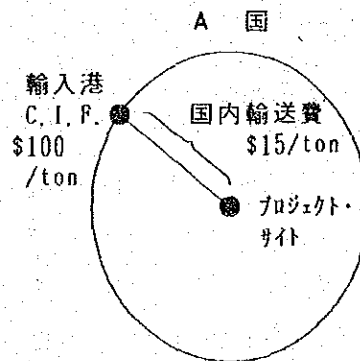 A 国
輸入港
C.I.F.
$100
/ton
国内輸送費
$15/ton
プロジェクト・
サイト